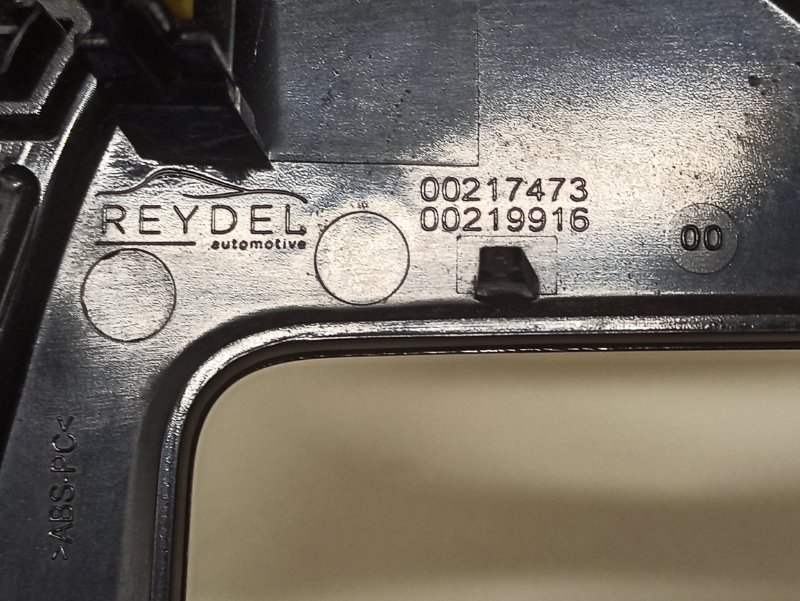 REYDEL
automotive
00217473
00219916
00
>ABS-PC<